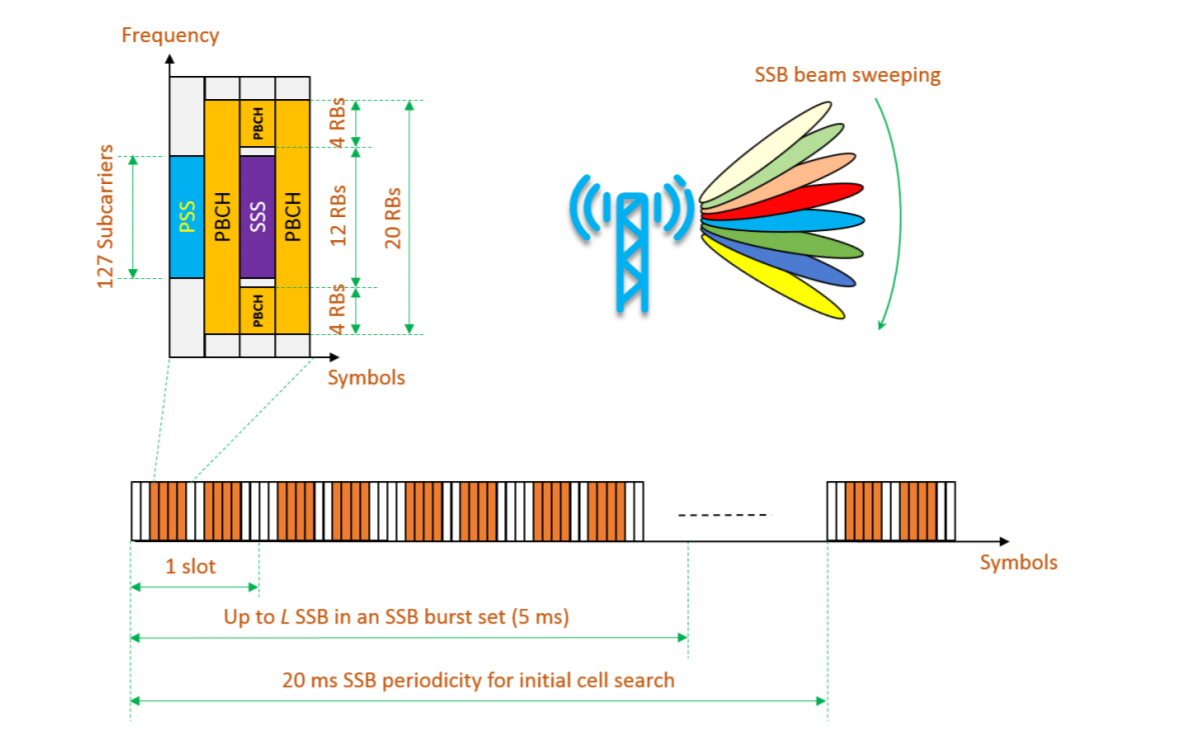 Frequency
SSB beam sweeping
127 Subcarriers
PSS
PBCH
PBCH
SSS
PBCH
PBCH
4 RBs
12 RBs
4 RBs
20 RBs
Symbols
Symbols
1 slot
Up to L SSB in an SSB burst set (5 ms)
20 ms SSB periodicity for initial cell search